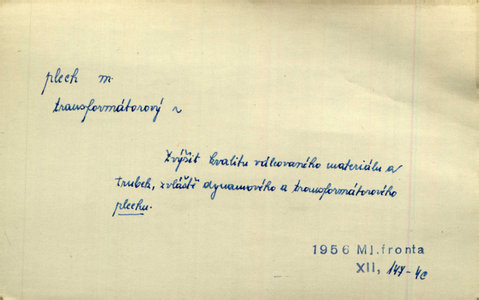 plech m.
transformátorový ~
Zvýšit kvalitu válcovaného materiálu a
trubek, zvláště dynamového a transformátorového
plechu.
1956 Ml.fronta
XII, 144-4c